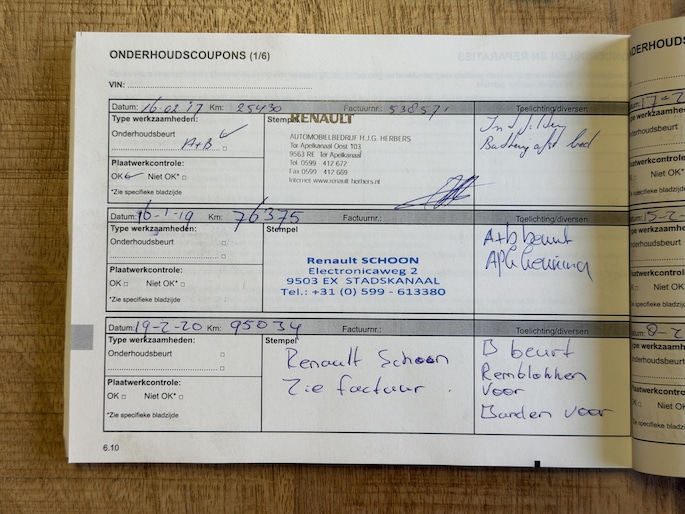 ONDERHOUDSCOUPONS (1/6)
VIN:
Datum: 16-02-'17 Km: 25430 Factuurnr.: 538571 Toelichting/diversen
Type werkzaamheden:
Onderhoudsbeurt A+B
Plaatwerkcontrole:
OK Niet OK*
*Zie specifieke bladzijde
Stempel
RENAULT
AUTOMOBIELBEDRIJF R.J.G. HERBERS
Ter Apelkanaal Oost 103
9563 RE Ter Apelkanaal
Tel 0599 - 412 672
Fax 0599 - 412 669
Internet www.renault-herbers.nl
Datum: 16-1-19 Km: 76375 Factuurnr.: Toelichting/diversen
Type werkzaamheden:
Onderhoudsbeurt
Plaatwerkcontrole:
OK Niet OK*
*Zie specifieke bladzijde
Stempel
Renault SCHOON
Electronicaweg 2
9503 EX STADSKANAAL
Tel.: +31 (0) 599 - 613380
A+b beurt
APK keuring
Datum: 19-2-20 Km: 95034 Factuurnr.: Toelichting/diversen
Type werkzaamheden:
Onderhoudsbeurt
Plaatwerkcontrole:
OK Niet OK*
*Zie specifieke bladzijde
Stempel
Renault Schoon
Zie factuur.
B beurt
Remblokken
voor
Banden voor
6.10